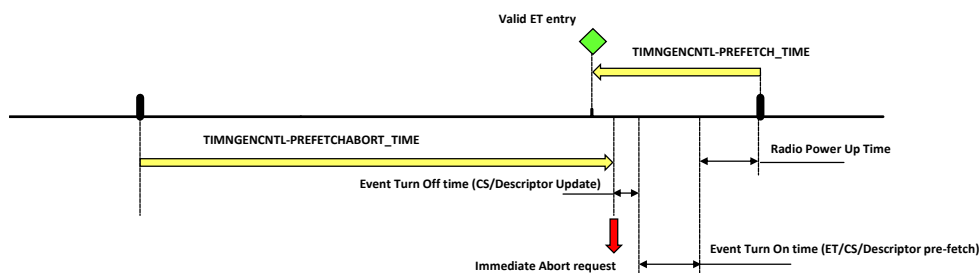 Valid ET entry
TIMNGENCNTL-PREFETCH_TIME
TIMNGENCNTL-PREFETCHABORT_TIME
Radio Power Up Time
Event Turn Off time (CS/Descriptor Update)
Event Turn On time (ET/CS/Descriptor pre-fetch)
Immediate Abort request